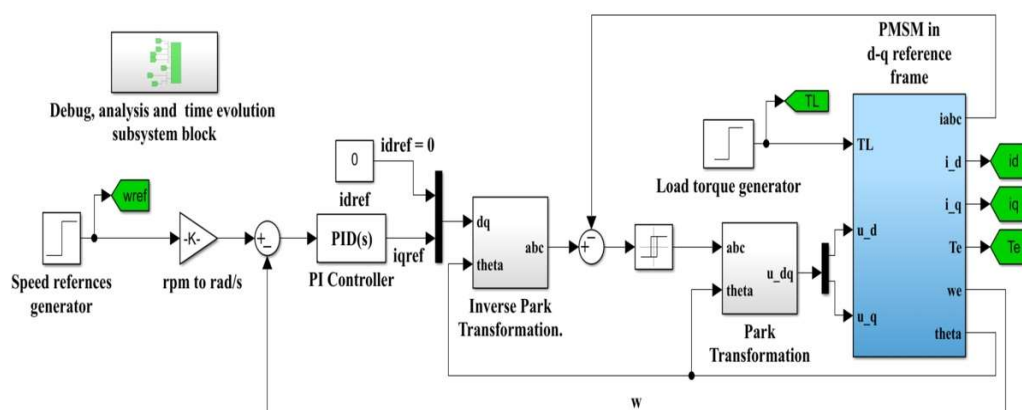 PMSM in
d-q reference
frame
Debug, analysis and time evolution
subsystem block
TL
iabc
idref = 0
TL
i_d
id
0
Load torque generator
wref
idref
i_q
iq
dq
abc
u_d
-K-
PID(s)
Te
Te
iqref
abc
u_dq
Speed refernces
generator
rpm to rad/s
PI Controller
theta
theta
we
Inverse Park
Transformation.
u_q
Park
Transformation
theta
w